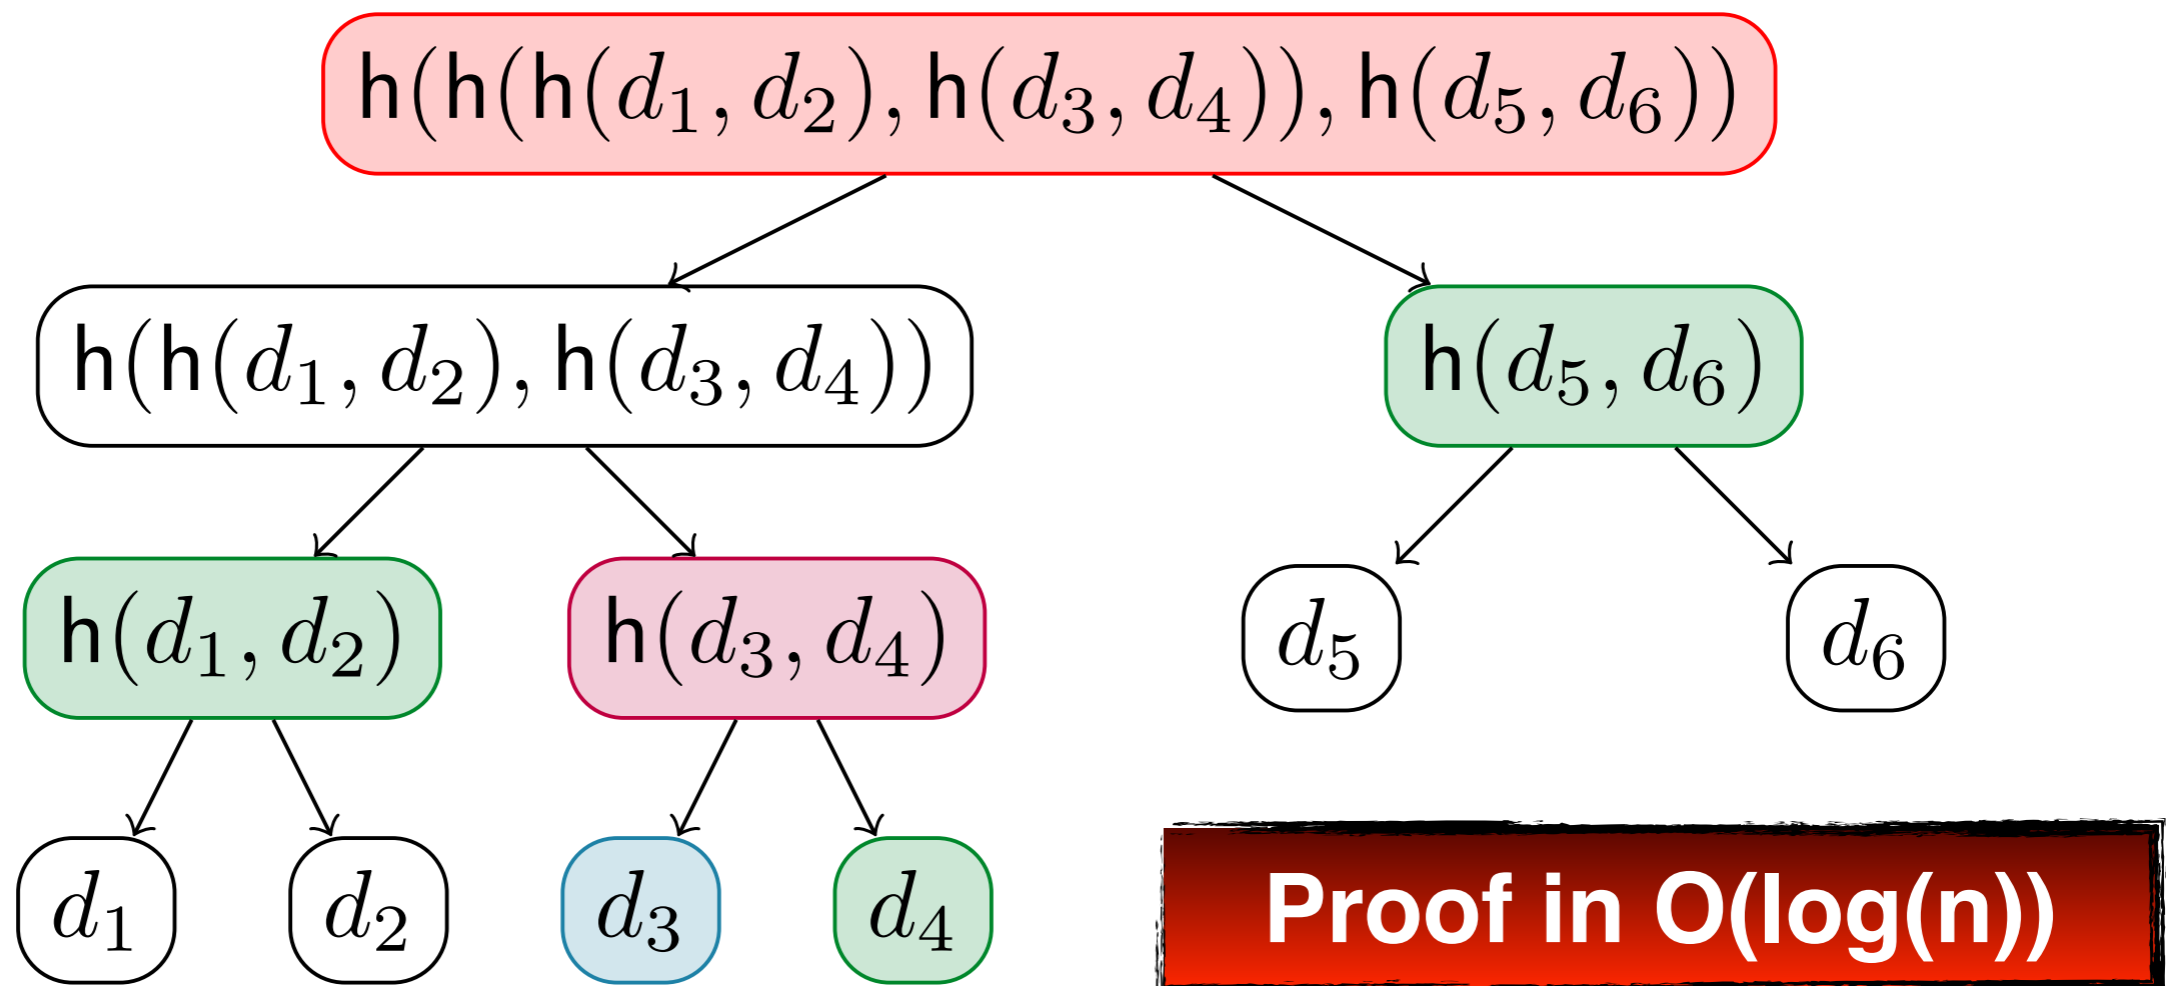 h(h(h(d₁, d₂), h(d₃, d₄)), h(d₅, d₆))
h(h(d₁, d₂), h(d₃, d₄))
h(d₅, d₆)
h(d₁, d₂)
h(d₃, d₄)
d₅
d₆
d₁
d₂
d₃
d₄
Proof in O(log(n))